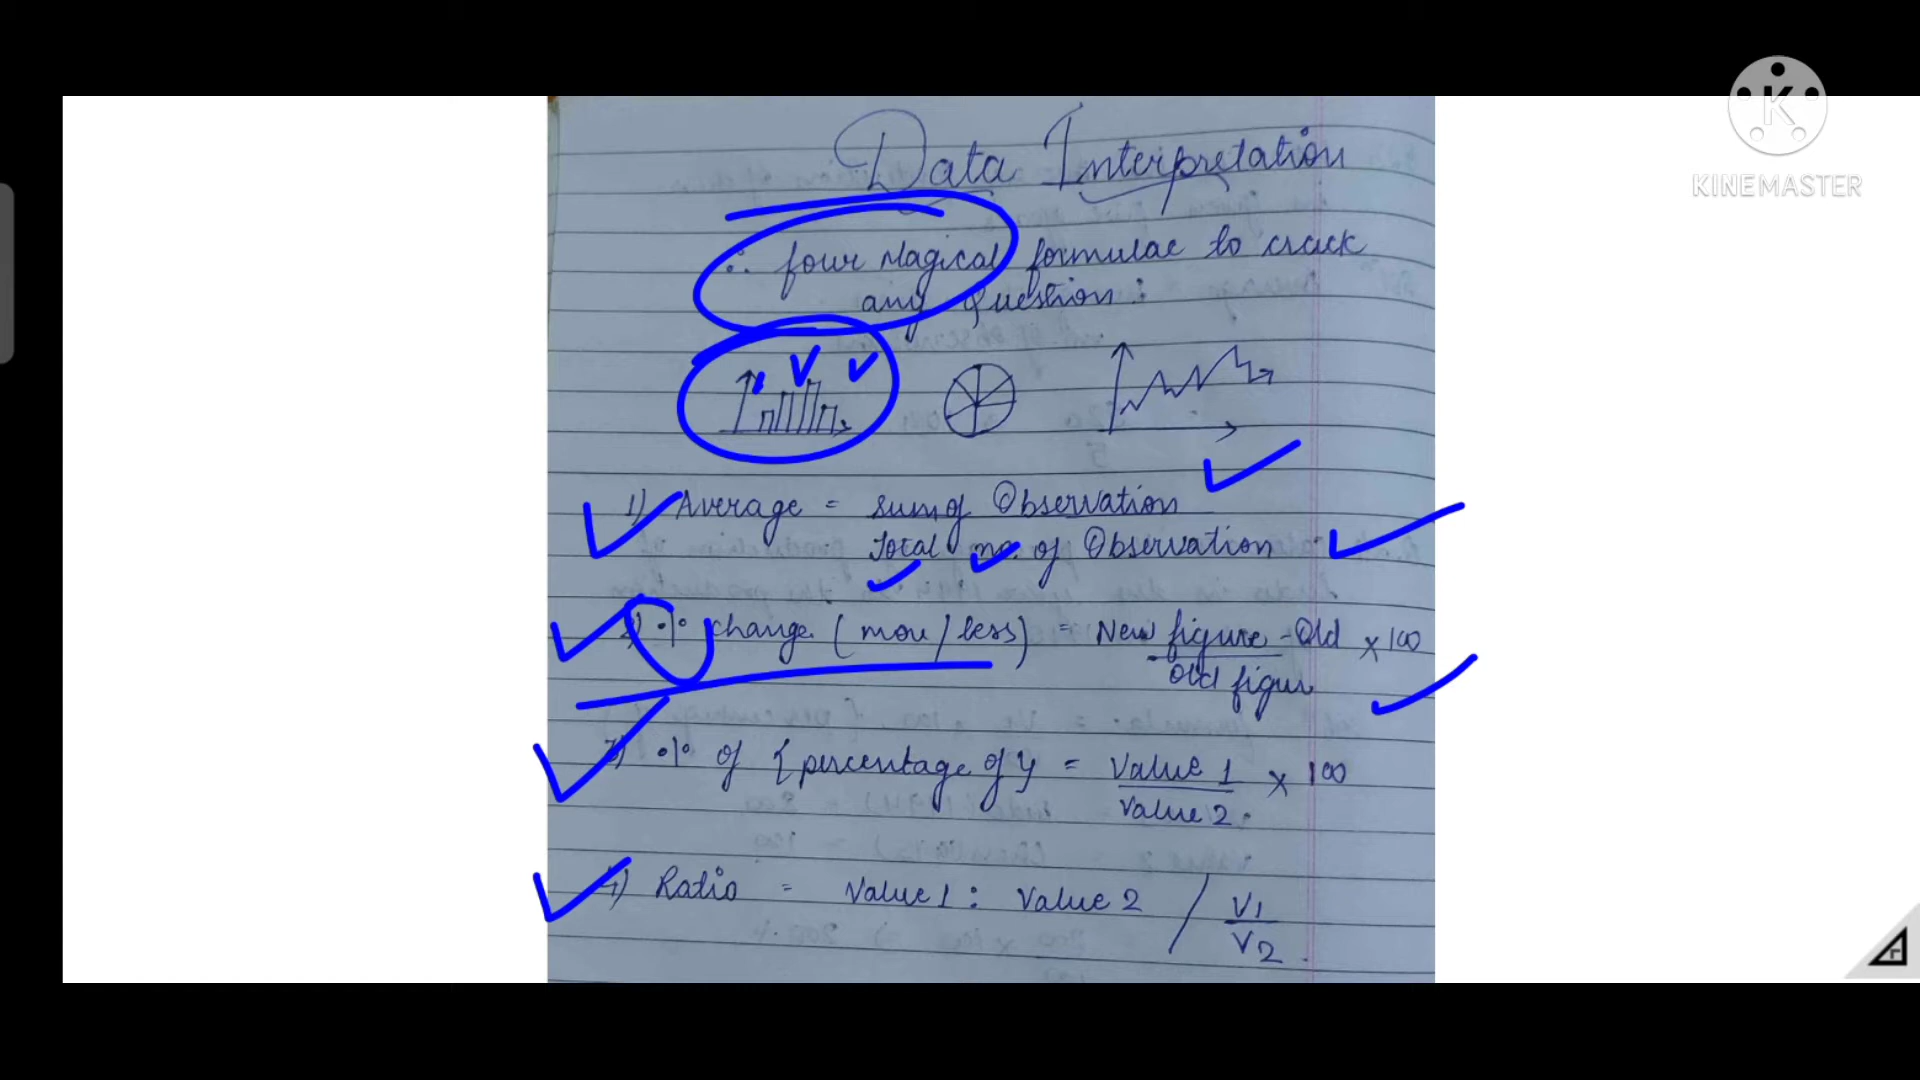 Data Interpretation
∴ four Magical formulae to crack
any Question :
1) Average = Sum of Observation
Total no. of Observation
2) % change (more/less) = New figure - Old × 100
Old figur
3) % of {percentage of} = Value 1 × 100
Value 2.
4) Ratio = Value 1 : Value 2 / V1
V2
K
KINEMASTER